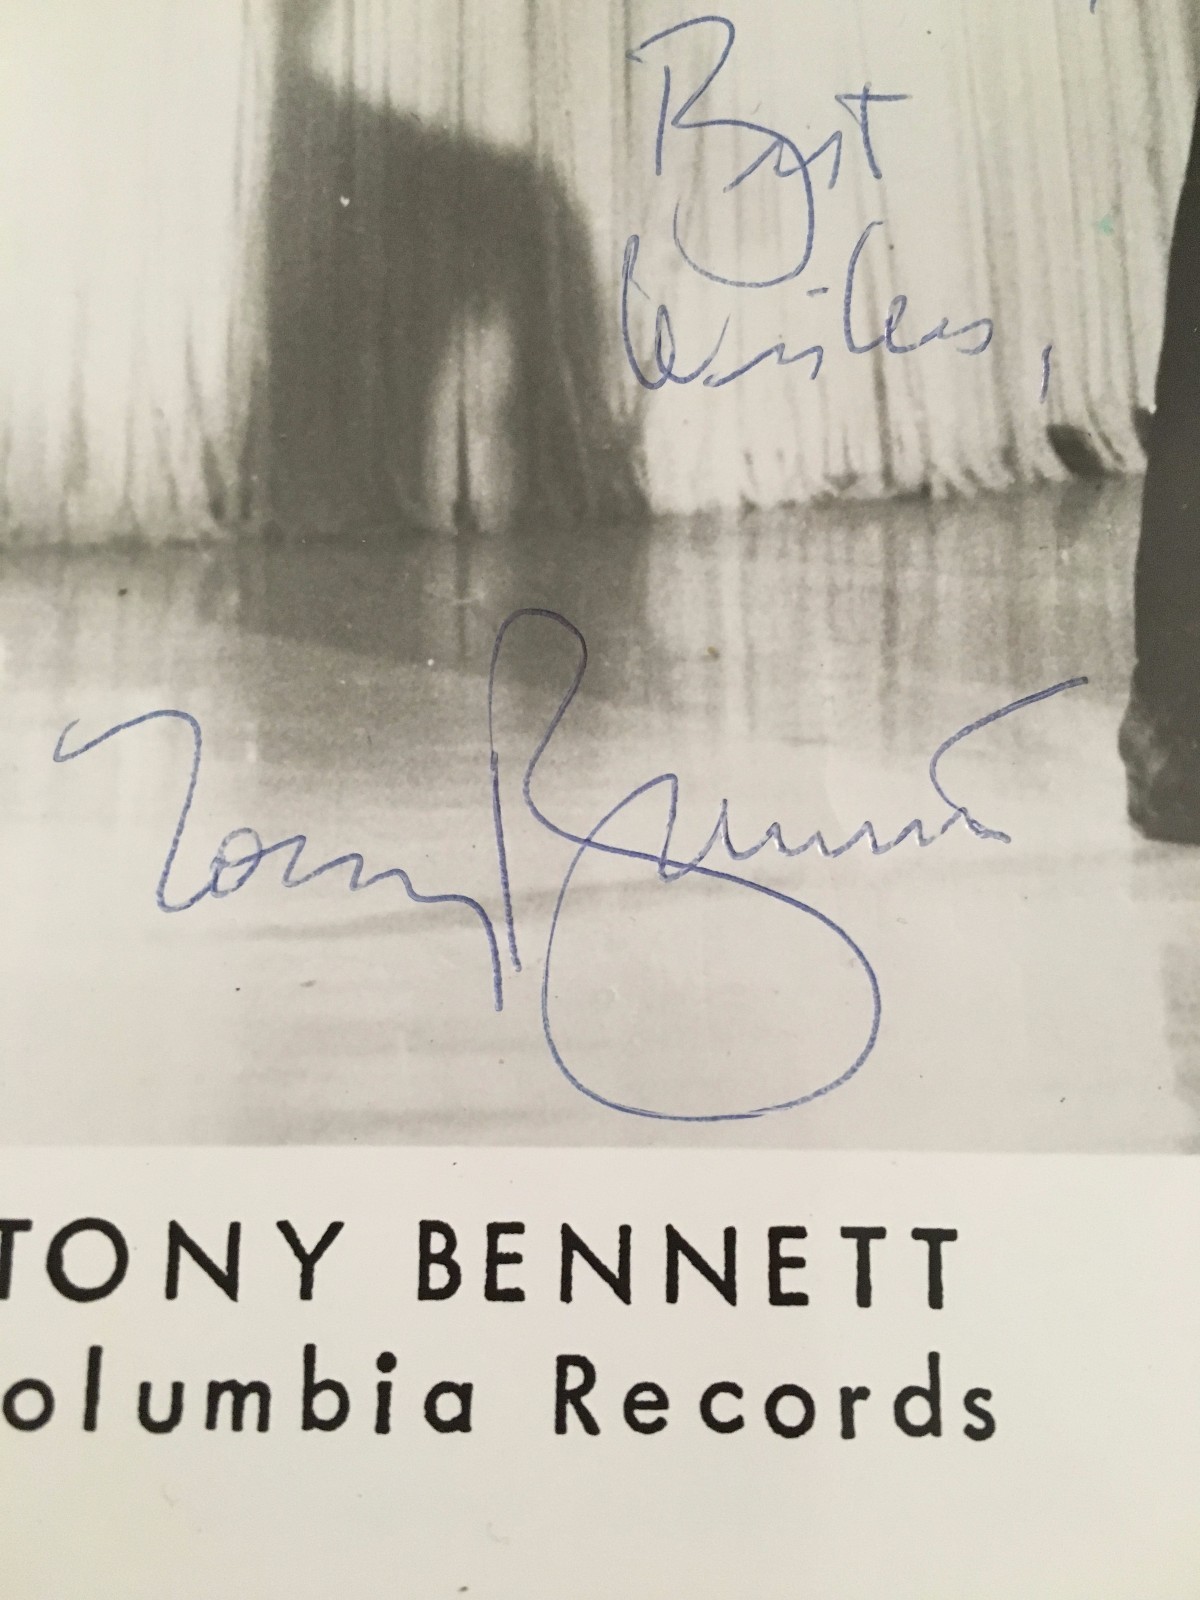 Best
Wishes,
Tony Bennett
TONY BENNETT
olumbia Records